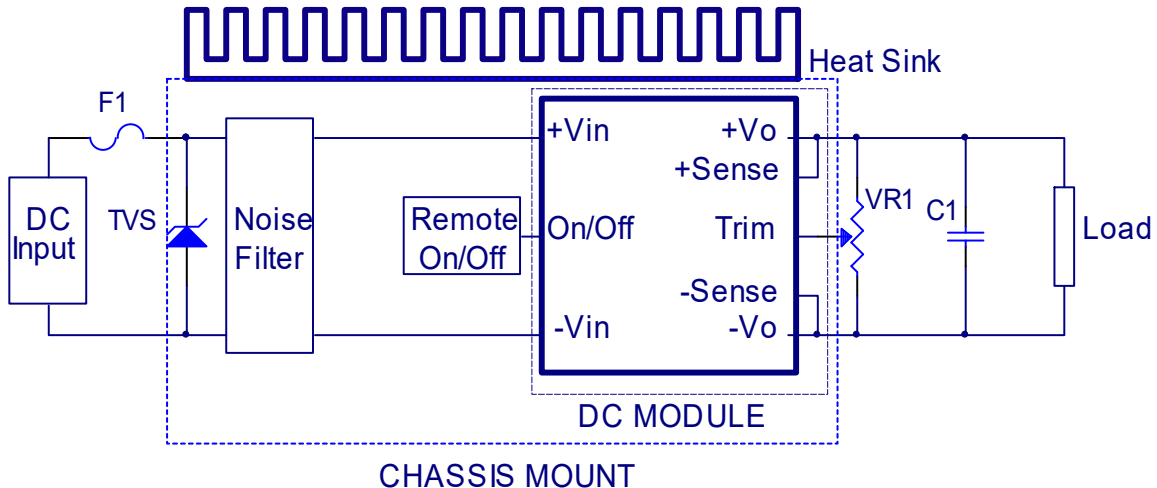 Heat Sink
F1
DC
Input
TVS
Noise
Filter
Remote
On/Off
+Vin
On/Off
-Vin
+Vo
+Sense
Trim
-Sense
-Vo
VR1
C1
Load
DC MODULE
CHASSIS MOUNT